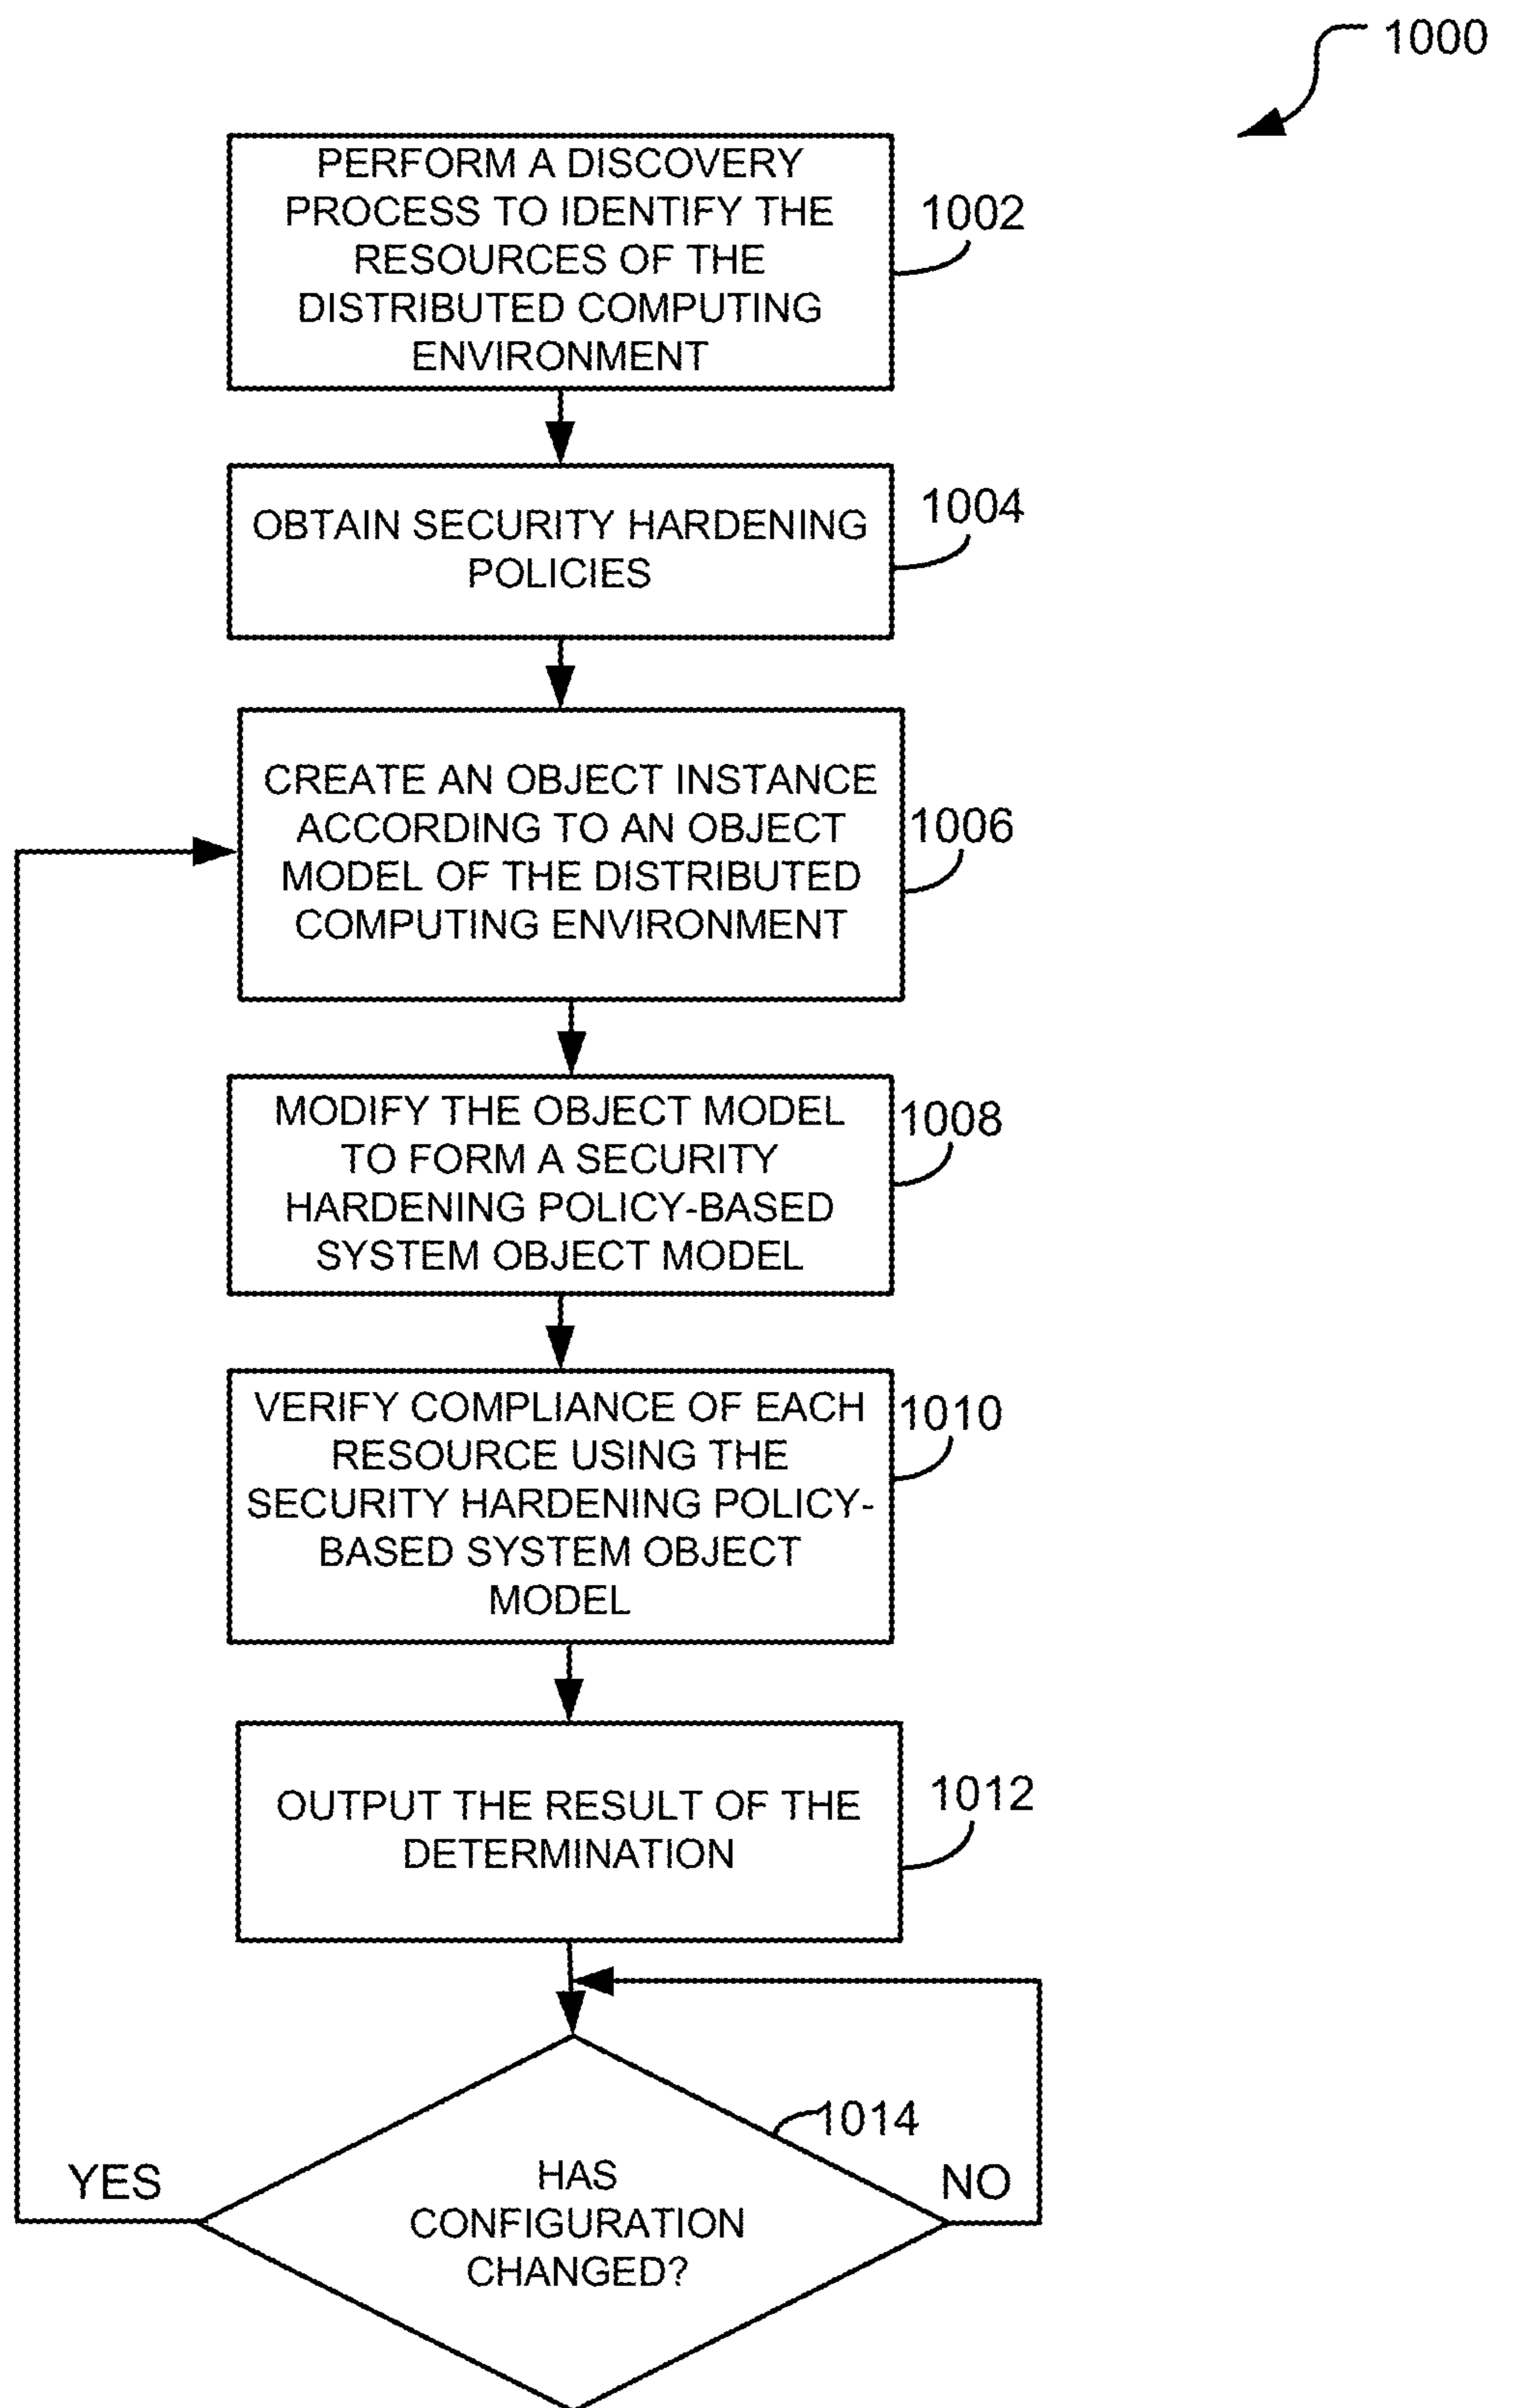 1000
PERFORM A DISCOVERY
PROCESS TO IDENTIFY THE
RESOURCES OF THE
DISTRIBUTED COMPUTING
ENVIRONMENT
1002
OBTAIN SECURITY HARDENING
POLICIES
1004
CREATE AN OBJECT INSTANCE
ACCORDING TO AN OBJECT
MODEL OF THE DISTRIBUTED
COMPUTING ENVIRONMENT
1006
MODIFY THE OBJECT MODEL
TO FORM A SECURITY
HARDENING POLICY-BASED
SYSTEM OBJECT MODEL
1008
VERIFY COMPLIANCE OF EACH
RESOURCE USING THE
SECURITY HARDENING POLICY-
BASED SYSTEM OBJECT
MODEL
1010
OUTPUT THE RESULT OF THE
DETERMINATION
1012
1014
YES
HAS
CONFIGURATION
CHANGED?
NO